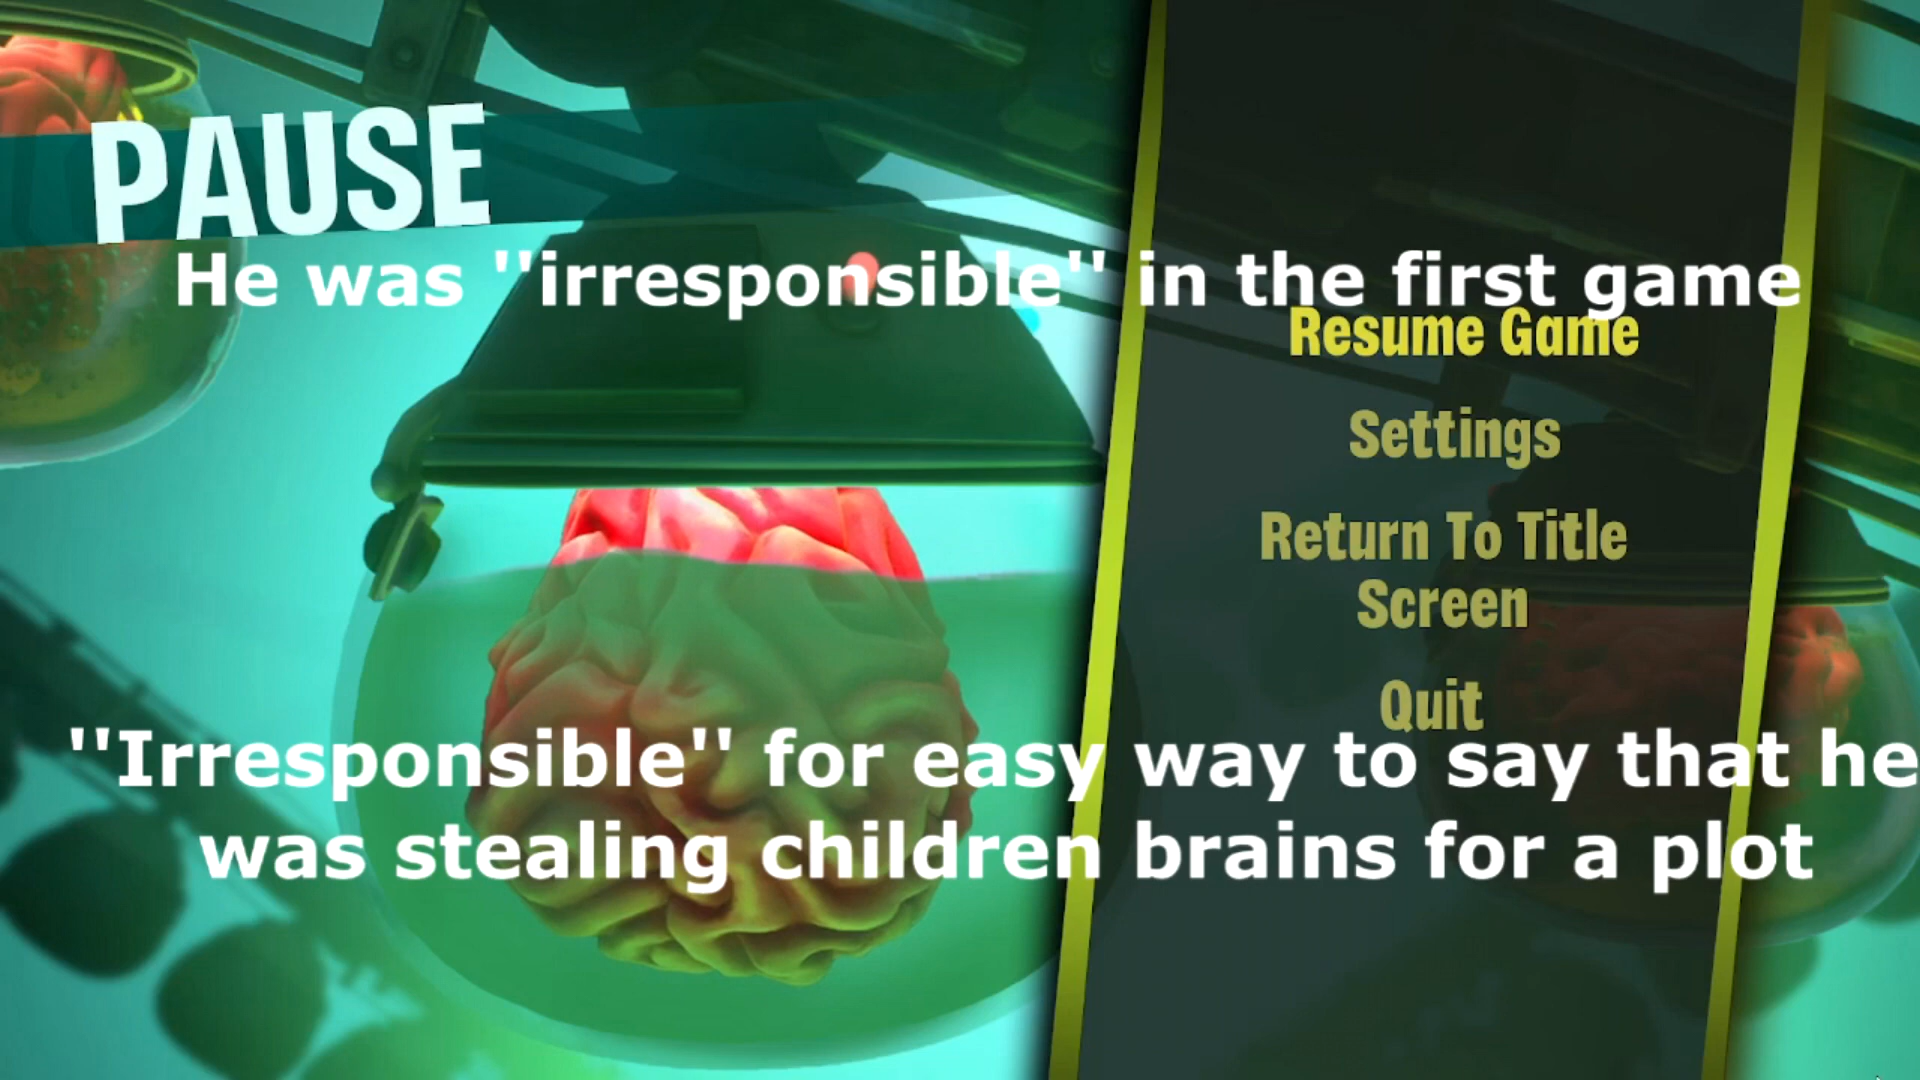 PAUSE
He was ''irresponsible'' in the first game
Resume Game
Settings
Return To Title
Screen
Quit
''Irresponsible'' for easy way to say that he
was stealing children brains for a plot